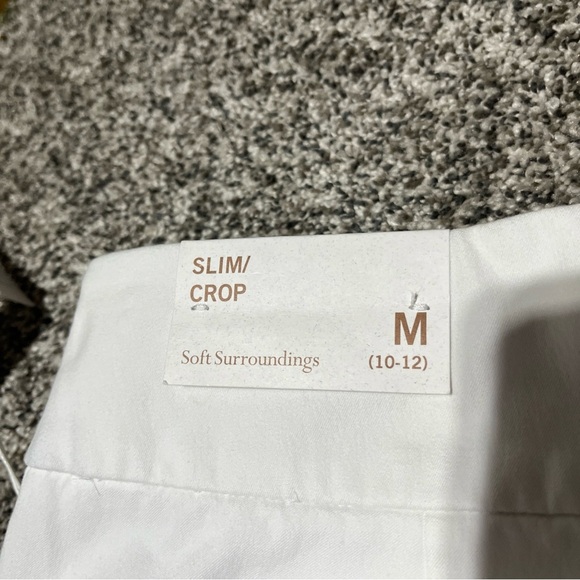 SLIM/
CROP
M
Soft Surroundings
(10-12)